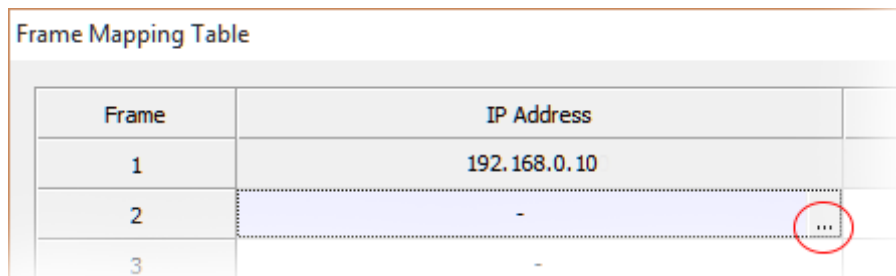 Frame Mapping Table
Frame IP Address
1 192.168.0.10
2 - ...
3 -